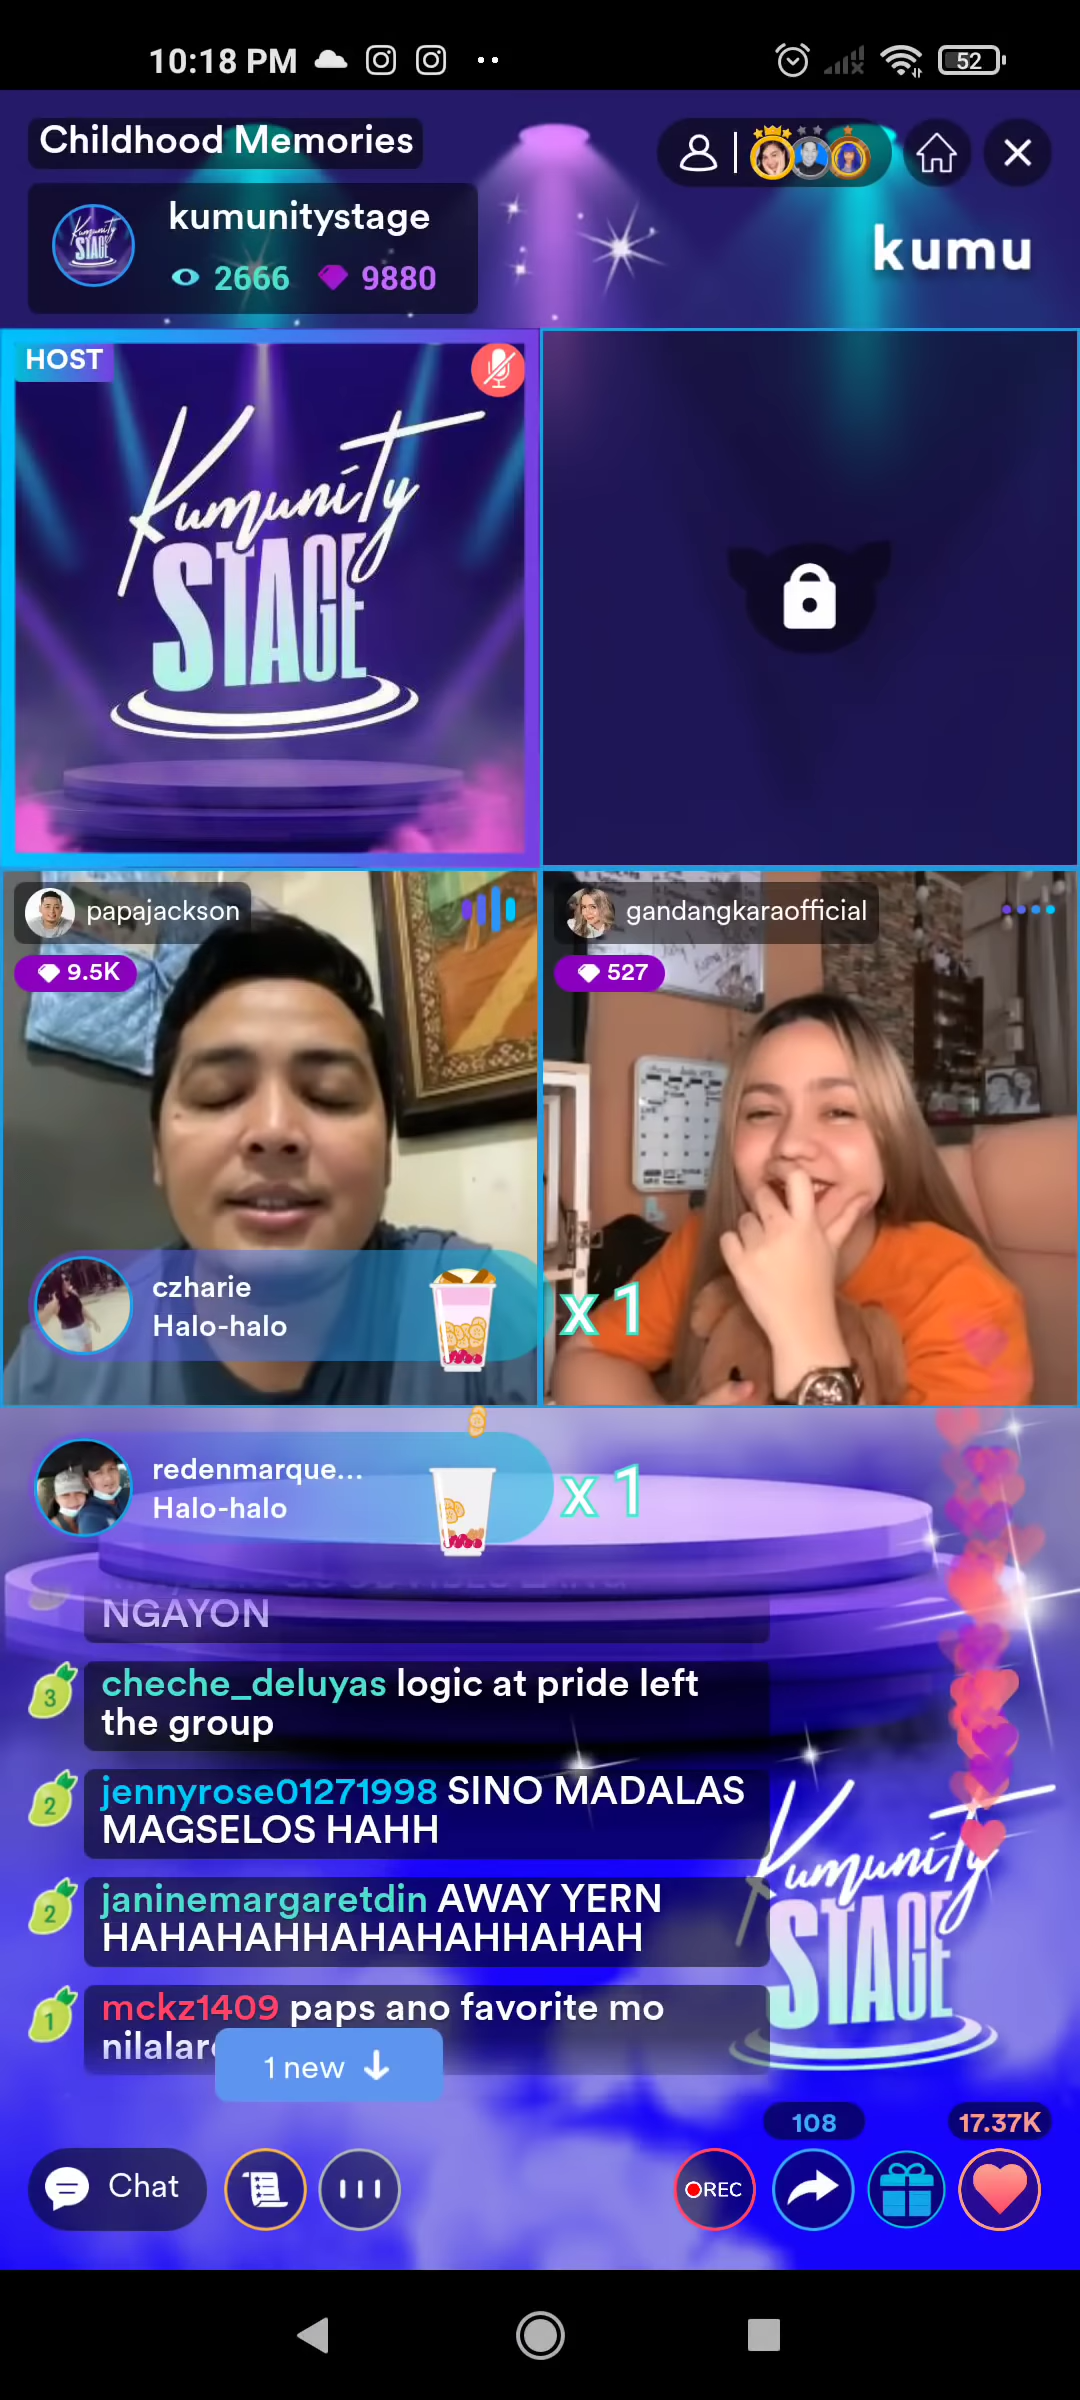 10:18 PM
52
Childhood Memories
kumunitystage
2666 9880
kumu
HOST
Kumunity
STAGE
papajackson
9.5K
gandangkaraofficial
527
czharie
Halo-halo
x 1
redenmarque...
Halo-halo
x 1
NGAYON
3 cheche_deluyas logic at pride left
the group
2 jennyrose01271998 SINO MADALAS
MAGSELOS HAHH
2 janinemargaretdin AWAY YERN
HAHAHAHHAHAHAHHAHAH
1 mckz1409 paps ano favorite mo
1 new
Kumunity
STAGE
108
17.37K
Chat
REC